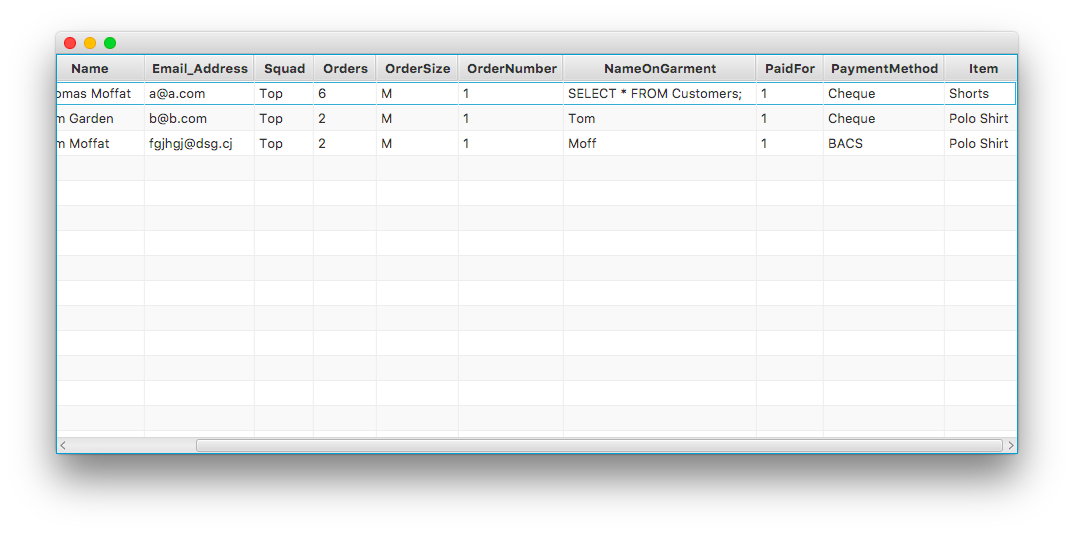 Name Email_Address Squad Orders OrderSize OrderNumber NameOnGarment PaidFor PaymentMethod Item
omas Moffat a@a.com Top 6 M 1 SELECT * FROM Customers; 1 Cheque Shorts
m Garden b@b.com Top 2 M 1 Tom 1 Cheque Polo Shirt
m Moffat fgjhgj@dsg.cj Top 2 M 1 Moff 1 BACS Polo Shirt